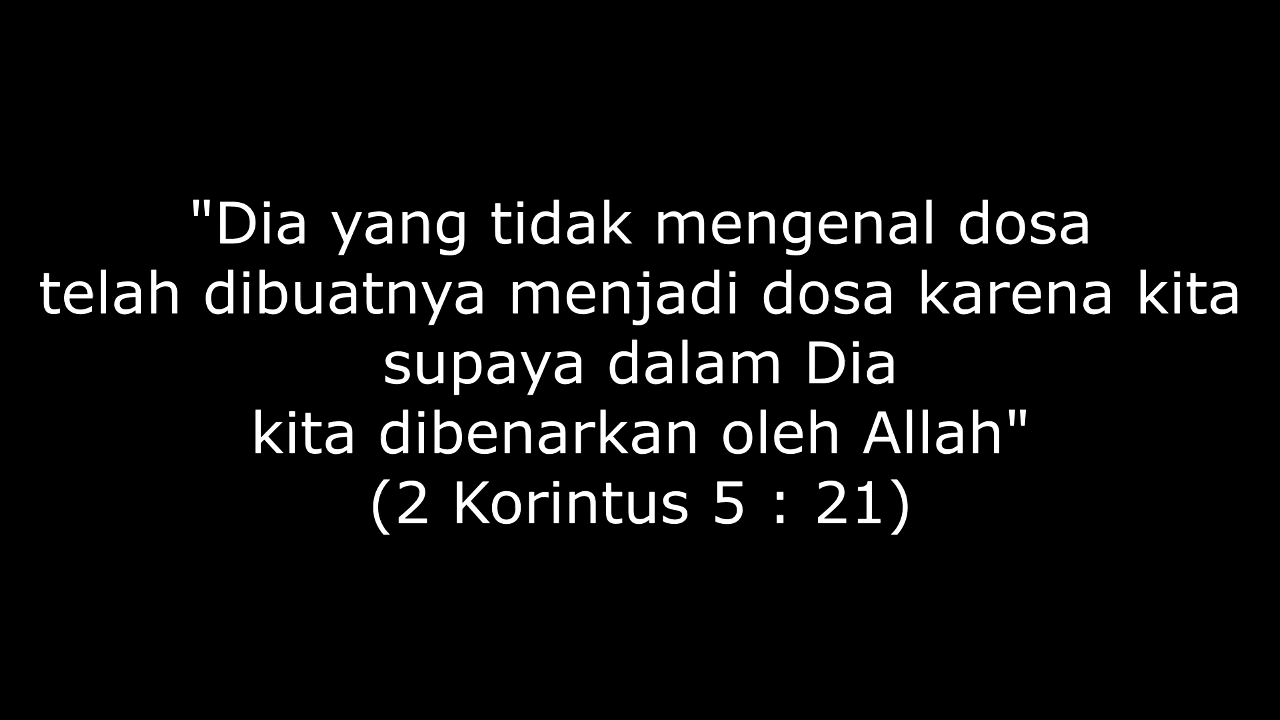 "Dia yang tidak mengenal dosa
telah dibuatnya menjadi dosa karena kita
supaya dalam Dia
kita dibenarkan oleh Allah"
(2 Korintus 5 : 21)